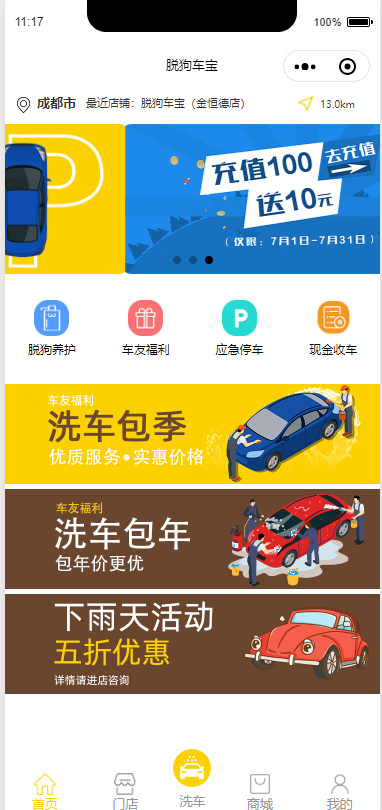 11:17
100%
脱狗车宝
成都市 最近店铺：脱狗车宝（金恒德店） 13.0km
P
充值100
去充值
送10元
（仅限：7月1日-7月31日）
P
脱狗养护 车友福利 应急停车 现金收车
车友福利
洗车包季
优质服务•实惠价格
车友福利
洗车包年
包年价更优
下雨天活动
五折优惠
详情请进店咨询
首页 门店 洗车 商城 我的